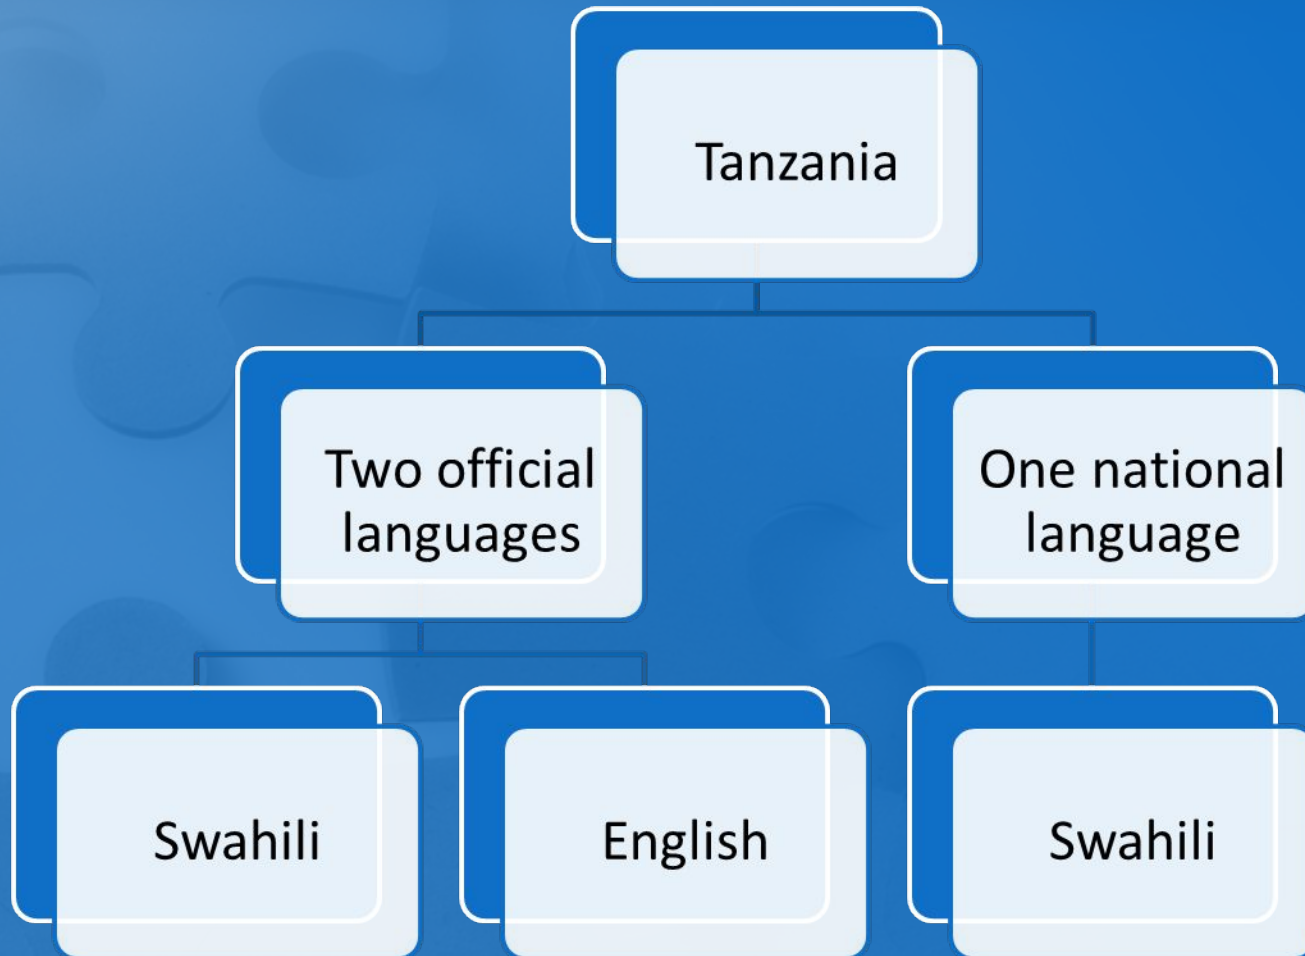 Tanzania
Two official
languages
One national
language
Swahili
English
Swahili